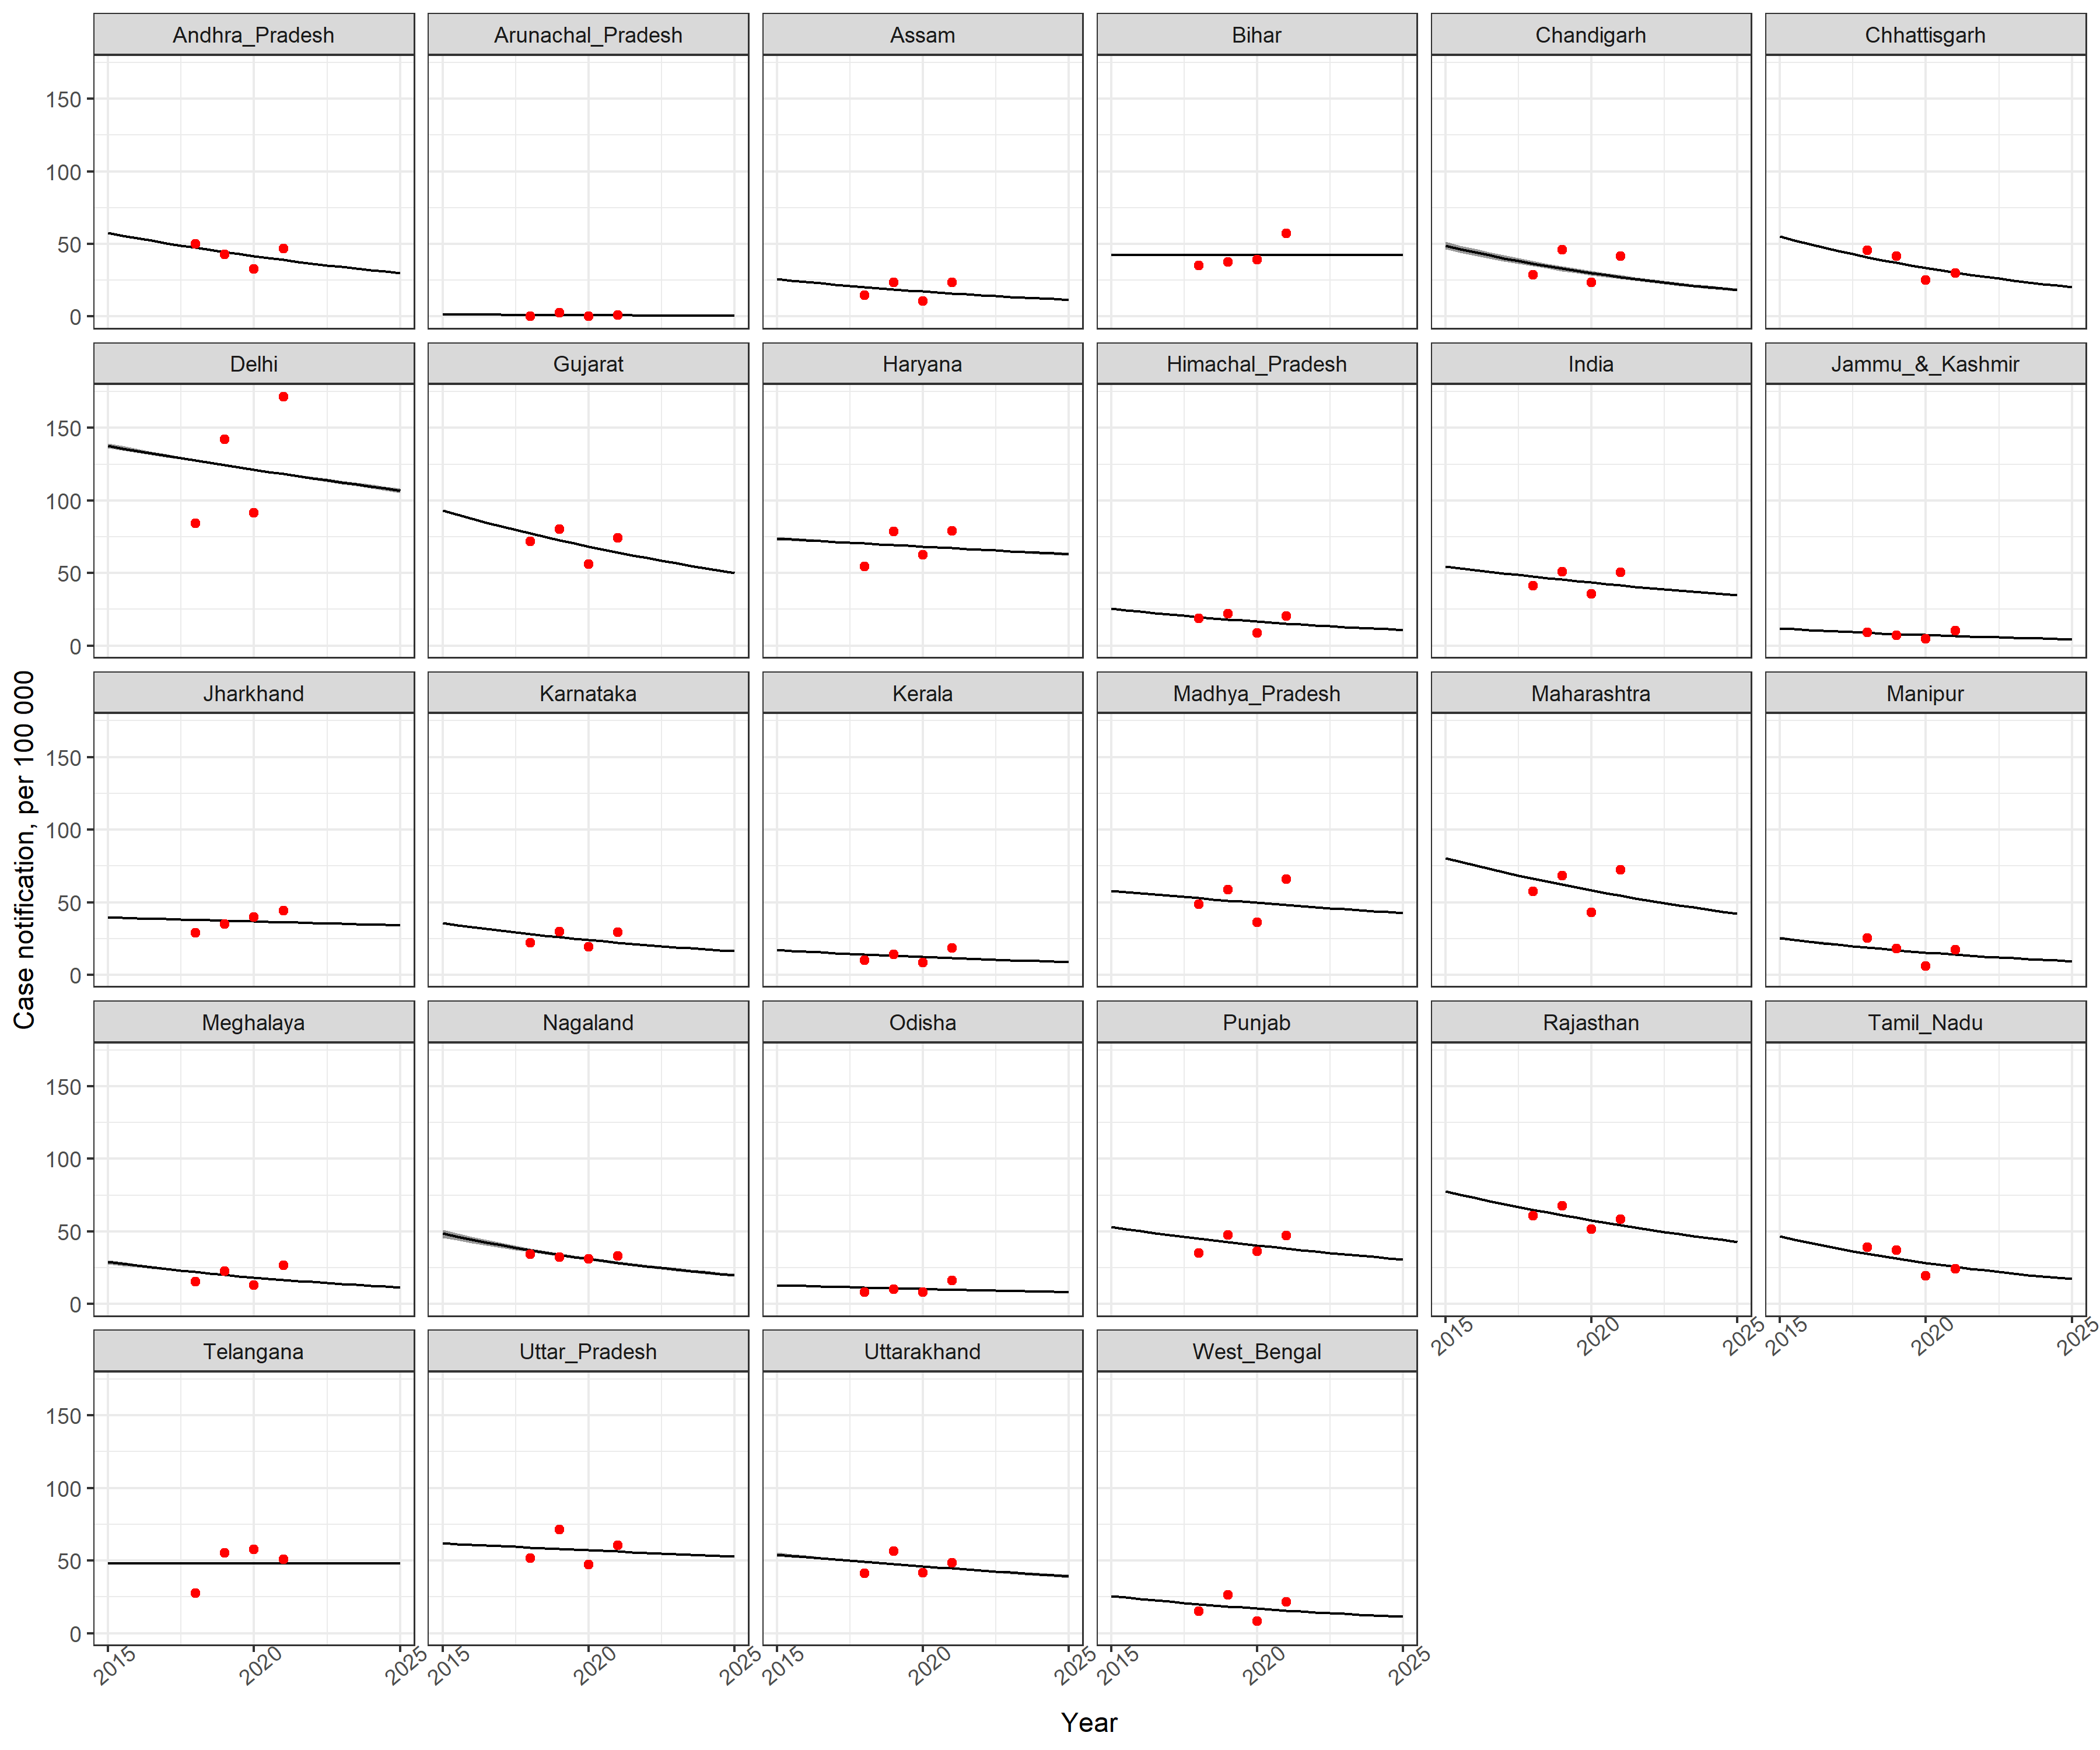 Andhra_Pradesh Arunachal_Pradesh Assam Bihar Chandigarh Chhattisgarh
150
100
50
0
Delhi Gujarat Haryana Himachal_Pradesh India Jammu_&_Kashmir
150
100
50
0
Case notification, per 100 000
Jharkhand Karnataka Kerala Madhya_Pradesh Maharashtra Manipur
150
100
50
0
Meghalaya Nagaland Odisha Punjab Rajasthan Tamil_Nadu
150
100
50
0
2015 2020 2025 2015 2020 2025
Telangana Uttar_Pradesh Uttarakhand West_Bengal
150
100
50
0
2015 2020 2025 2015 2020 2025 2015 2020 2025 2015 2020 2025
Year